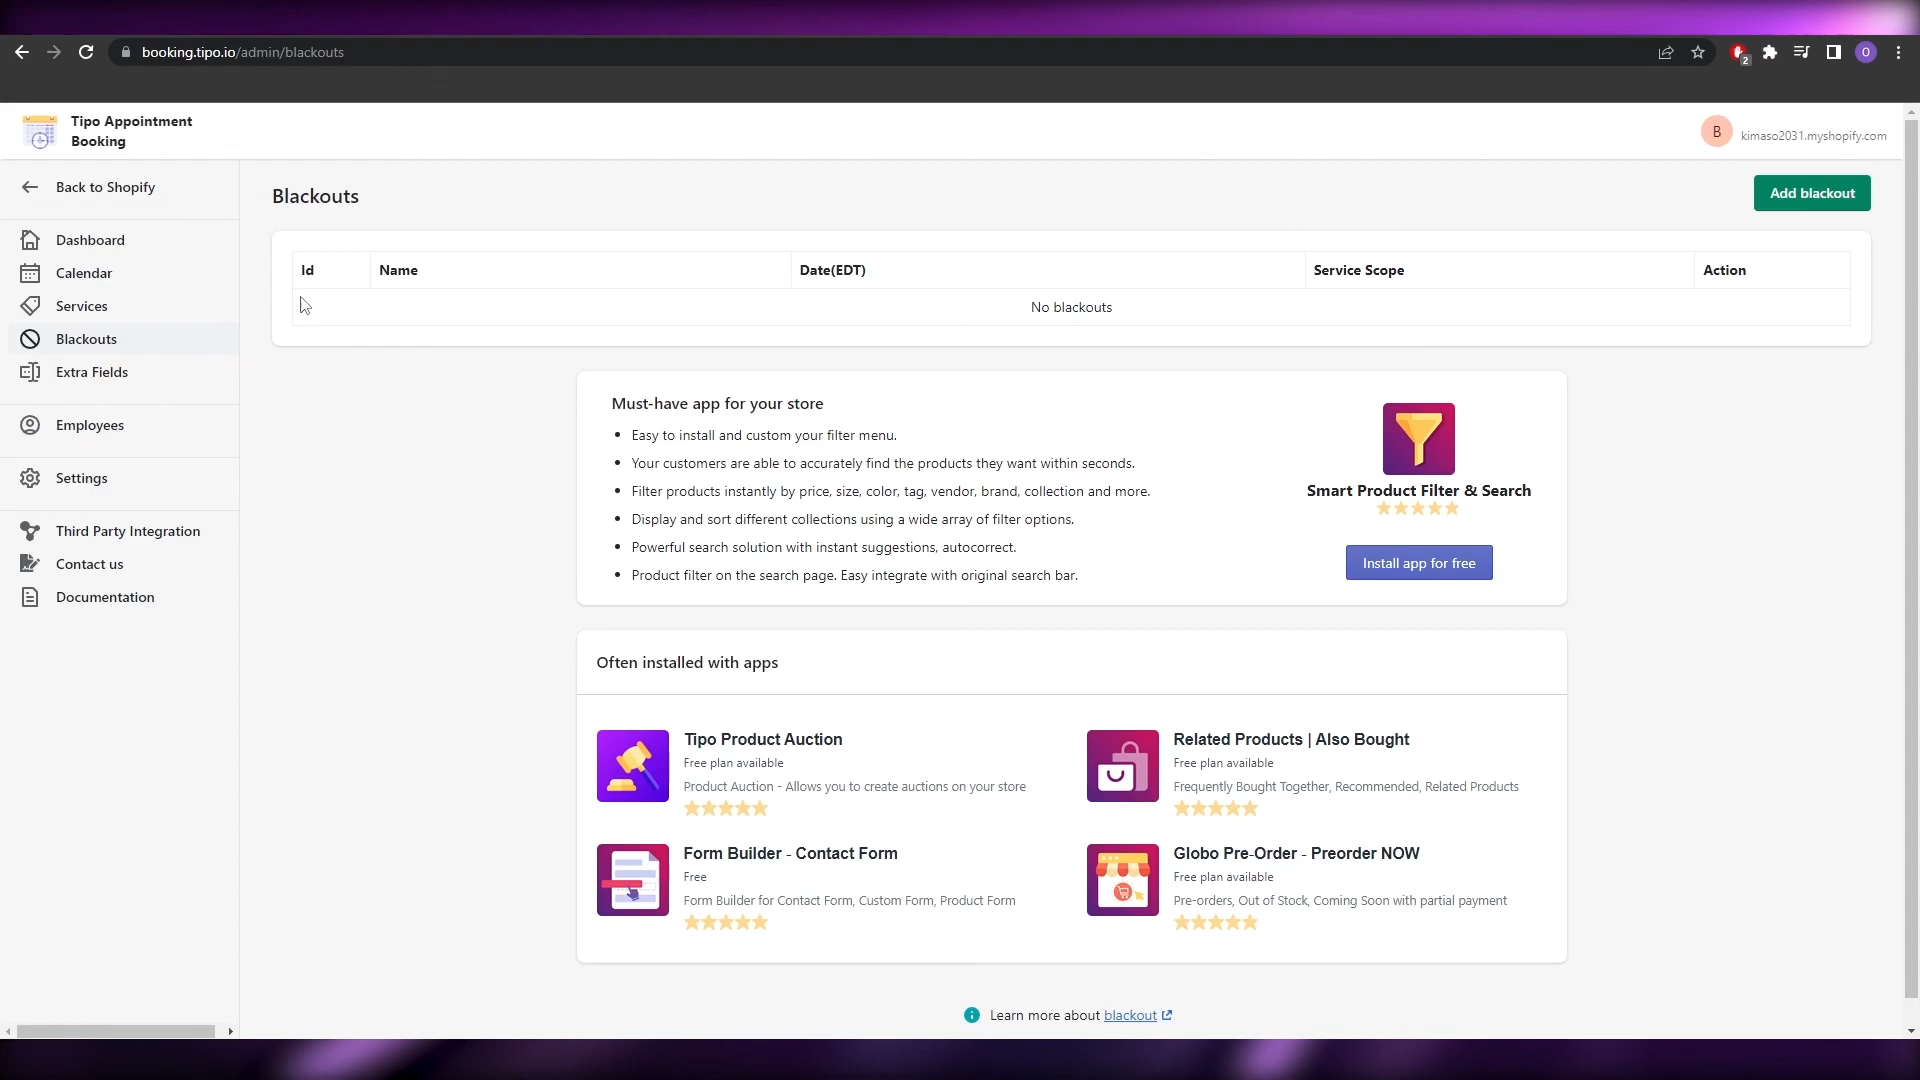 booking.tipo.io/admin/blackouts
2
O
Tipo Appointment
Booking
B
kimaso2031.myshopify.com
Back to Shopify
Dashboard
Calendar
Services
Blackouts
Extra Fields
Employees
Settings
Third Party Integration
Contact us
Documentation
Blackouts
Add blackout
Id Name Date(EDT) Service Scope Action
No blackouts
Must-have app for your store
• Easy to install and custom your filter menu.
• Your customers are able to accurately find the products they want within seconds.
• Filter products instantly by price, size, color, tag, vendor, brand, collection and more.
• Display and sort different collections using a wide array of filter options.
• Powerful search solution with instant suggestions, autocorrect.
• Product filter on the search page. Easy integrate with original search bar.
Smart Product Filter & Search
Install app for free
Often installed with apps
Tipo Product Auction
Free plan available
Product Auction - Allows you to create auctions on your store
Related Products | Also Bought
Free plan available
Frequently Bought Together, Recommended, Related Products
Form Builder - Contact Form
Free
Form Builder for Contact Form, Custom Form, Product Form
Globo Pre-Order - Preorder NOW
Free plan available
Pre-orders, Out of Stock, Coming Soon with partial payment
Learn more about blackout